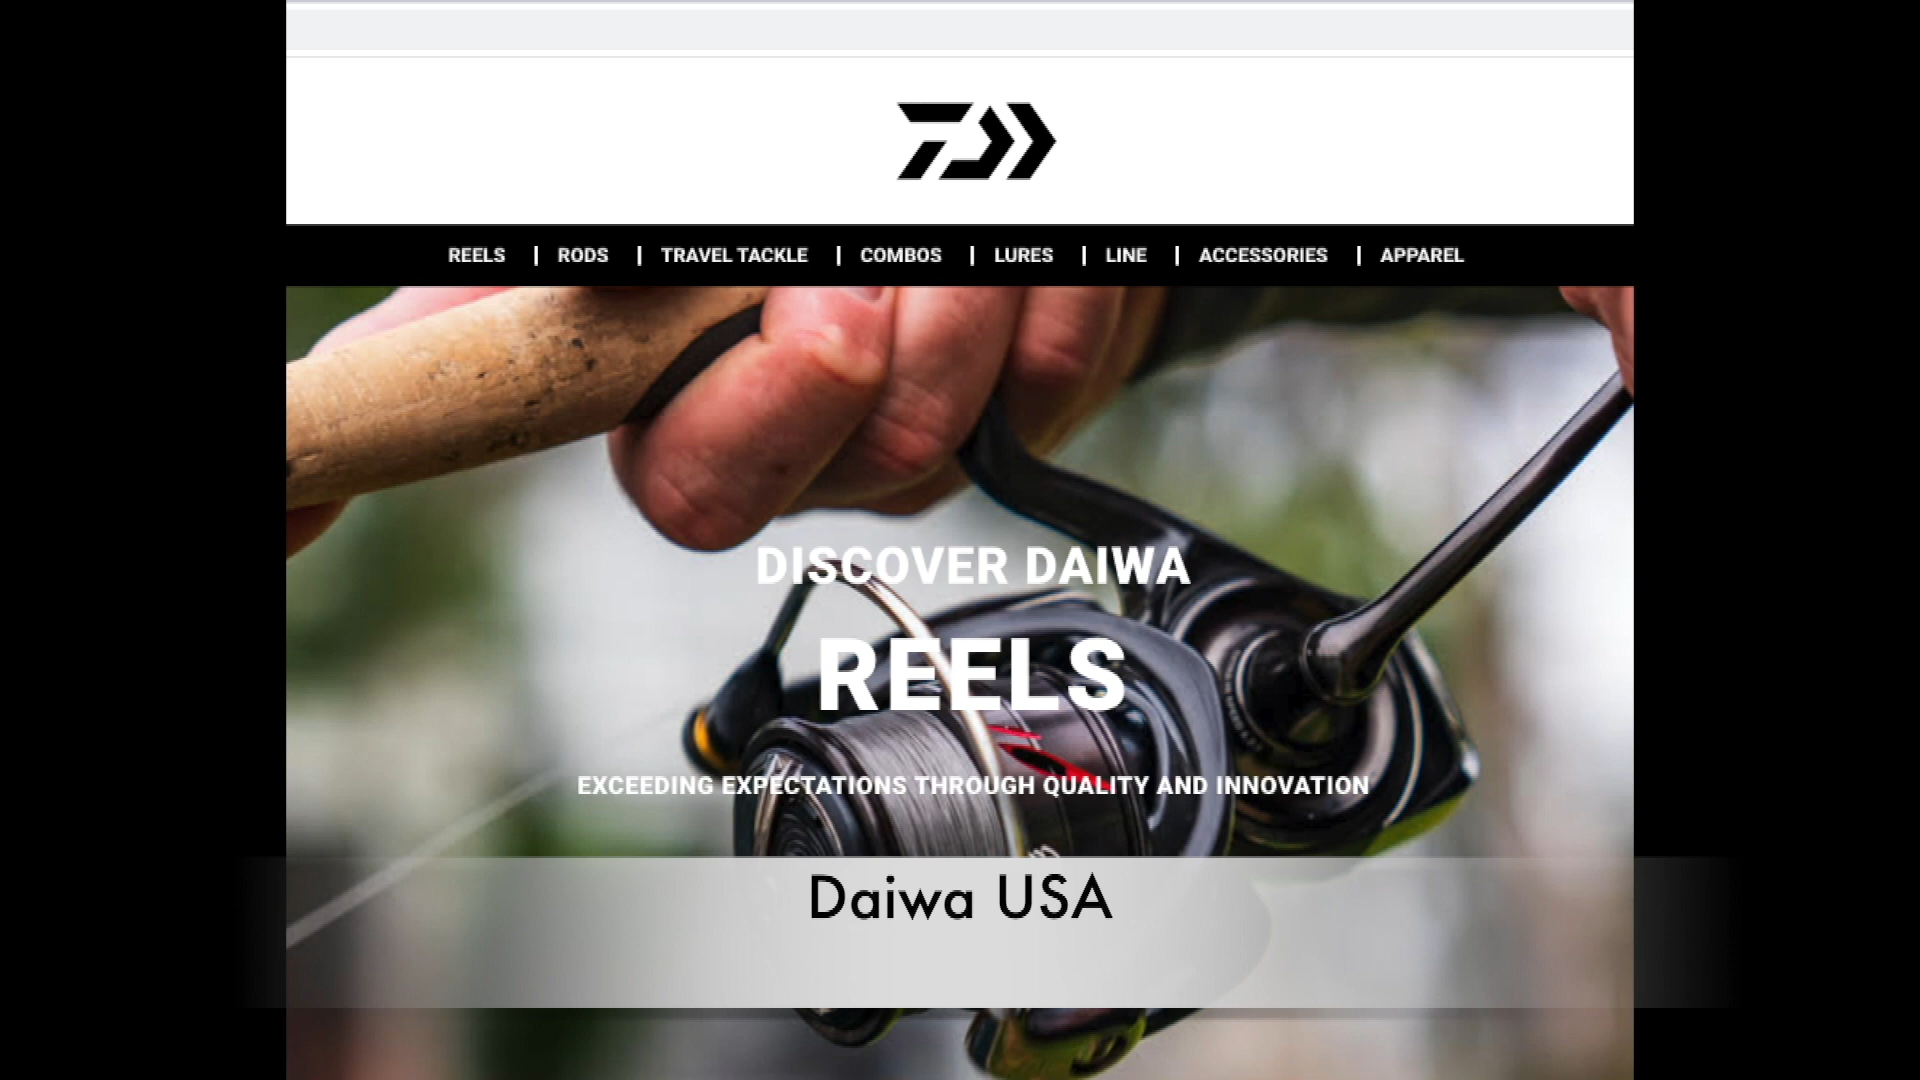 REELS | RODS | TRAVEL TACKLE | COMBOS | LURES | LINE | ACCESSORIES | APPAREL
DISCOVER DAIWA
REELS
EXCEEDING EXPECTATIONS THROUGH QUALITY AND INNOVATION
Daiwa USA